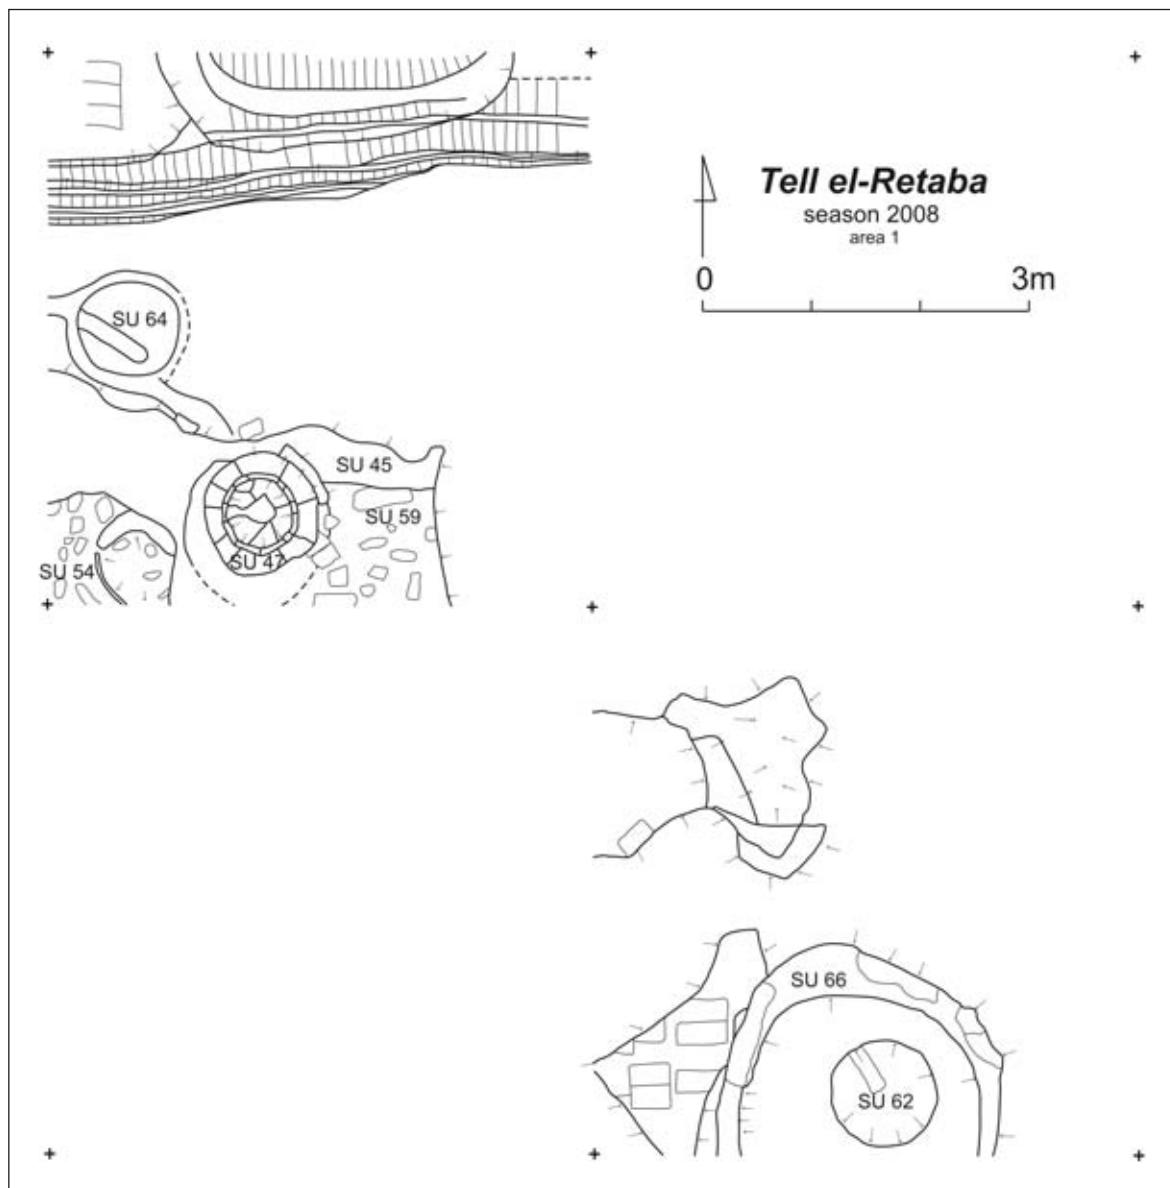 Tell el-Retaba
season 2008
area 1
0 3m
SU 64
SU 45
SU 59
SU 47
SU 54
SU 66
SU 62